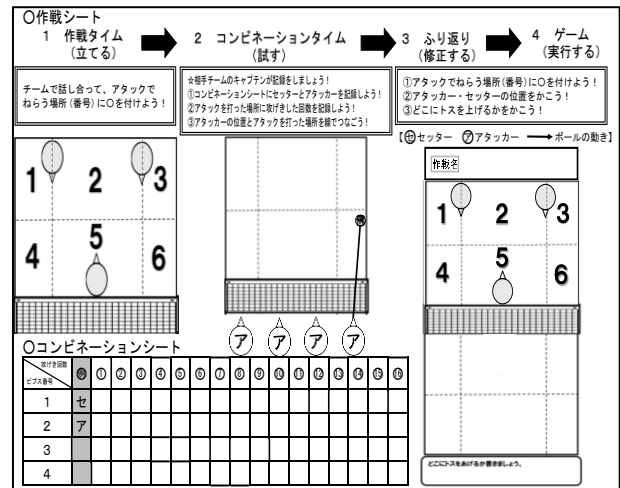 〇作戦シート
1 作戦タイム
(立てる)
2 コンビネーションタイム
(試す)
3 ふり返り
(修正する)
4 ゲーム
(実行する)
チームで話し合って、アタックで
ねらう場所(番号)に〇を付けよう!
☆相手チームのキャプテンが記録をしましょう!
①コンビネーションシートにセッターとアタッカーを記録しよう!
②アタックを打った場所に攻げきした回数を記録しよう!
③アタッカーの位置とアタックを打った場所を線でつなごう!
①アタックでねらう場所(番号)に〇を付けよう!
②アタッカー・セッターの位置をかこう!
③どこにトスを上げるかをかこう!
【セ セッター ア アタッカー ボールの動き】
作戦名
1 2 3
4 5 6
1 2 3
4 5 6
ア ア ア ア
〇コンビネーションシート
攻げき回数
ビブス番号
例 ① ② ③ ④ ⑤ ⑥ ⑦ ⑧ ⑨ ⑩ ⑪ ⑫ ⑬ ⑭ ⑮ ⑯
1 セ
2 ア
3
4
どこにトスをあげるか書きましょう。